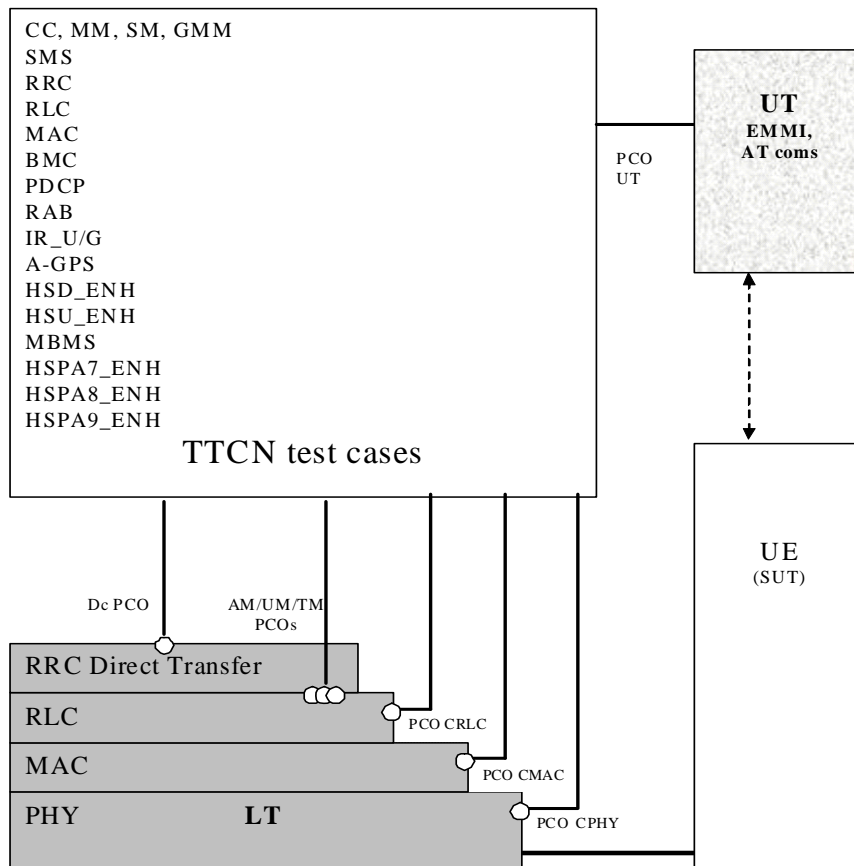 CC, MM, SM, GMM
SMS
RRC
RLC
MAC
BMC
PDCP
RAB
IR_U/G
A-GPS
HSD_ENH
HSU_ENH
MBMS
HSPA7_ENH
HSPA8_ENH
HSPA9_ENH
TTCN test cases
UT
EMMI,
AT coms
PCO
UT
UE
(SUT)
Dc PCO
AM/UM/TM
PCOs
RRC Direct Transfer
RLC
PCO CRLC
MAC
PCO CMAC
PHY LT
PCO CPHY